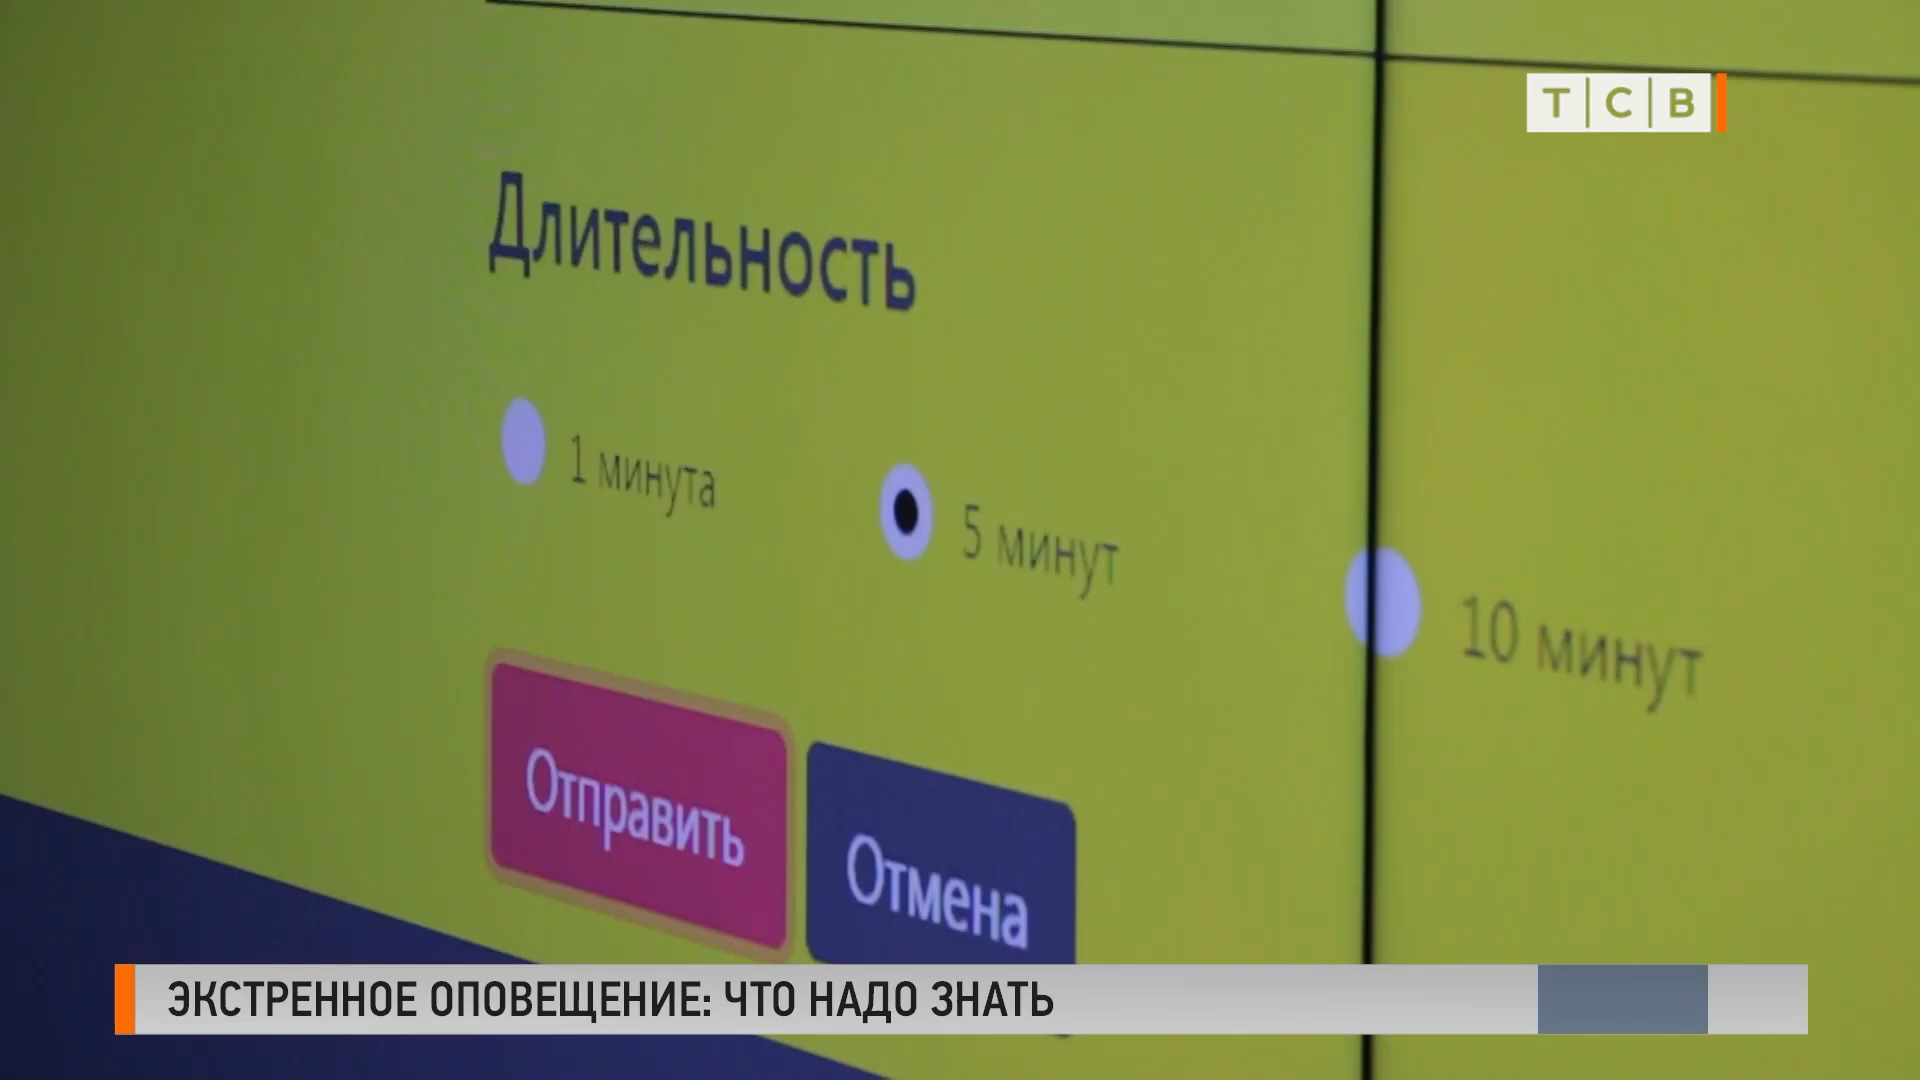 ТСВ
Длительность
1 минута
5 минут
10 минут
Отправить
Отмена
ЭКСТРЕННОЕ ОПОВЕЩЕНИЕ: ЧТО НАДО ЗНАТЬ